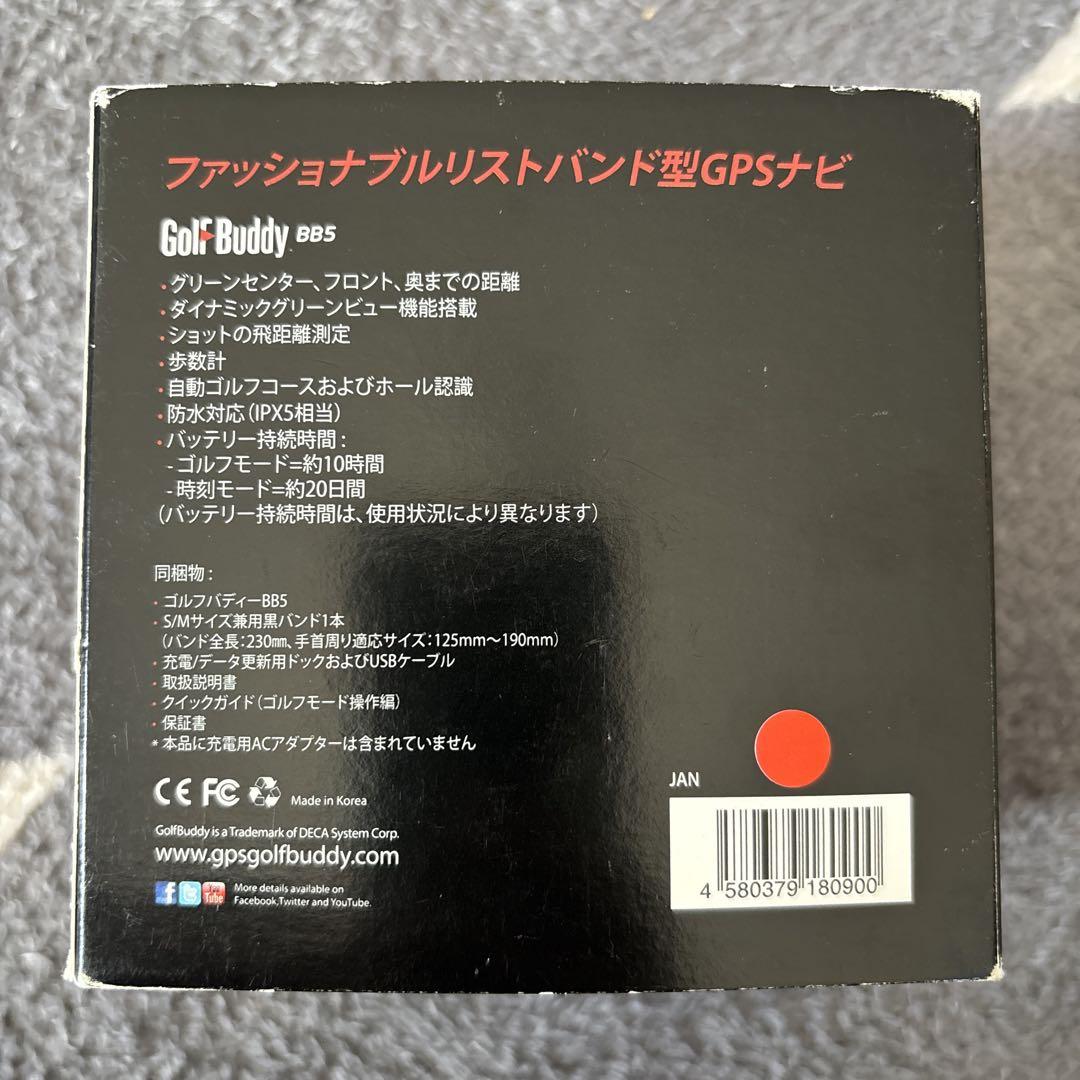 ファッショナブルリストバンド型GPSナビ
GolfBuddy BB5
・グリーンセンター、フロント、奥までの距離
・ダイナミックグリーンビュー機能搭載
・ショットの飛距離測定
・歩数計
・自動ゴルフコースおよびホール認識
・防水対応（IPX5相当）
・バッテリー持続時間：
- ゴルフモード=約10時間
- 時刻モード=約20日間
（バッテリー持続時間は、使用状況により異なります）
同梱物：
・ゴルフバディーBB5
・S/Mサイズ兼用黒バンド1本
（バンド全長：230㎜、手首周り適応サイズ：125mm～190mm）
・充電/データ更新用ドックおよびUSBケーブル
・取扱説明書
・クイックガイド（ゴルフモード操作編）
・保証書
* 本品に充電用ACアダプターは含まれていません
CE FC Made in Korea
GolfBuddy is a Trademark of DECA System Corp.
www.gpsgolfbuddy.com
f t You Tube More details available on
Facebook,Twitter and YouTube.
JAN
4 580379 180900